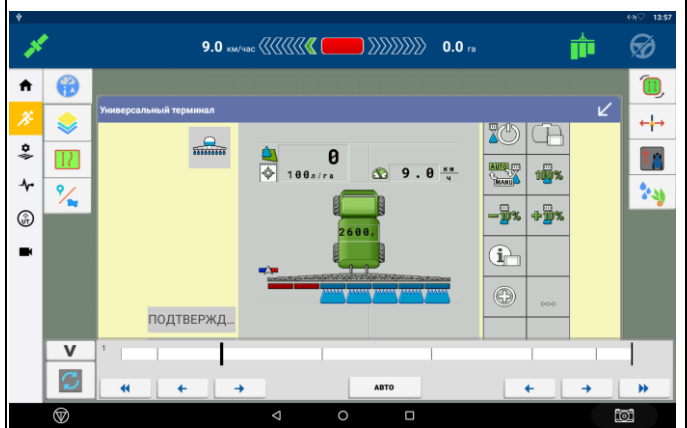 13:57
9.0 км/час
0.0 га
Универсальный терминал
0
100л/га
9.0 км/ч
AUTO
MANU
100%
-10%
+10%
2600л
i
...
UT
ПОДТВЕРЖД...
V
1
АВТО